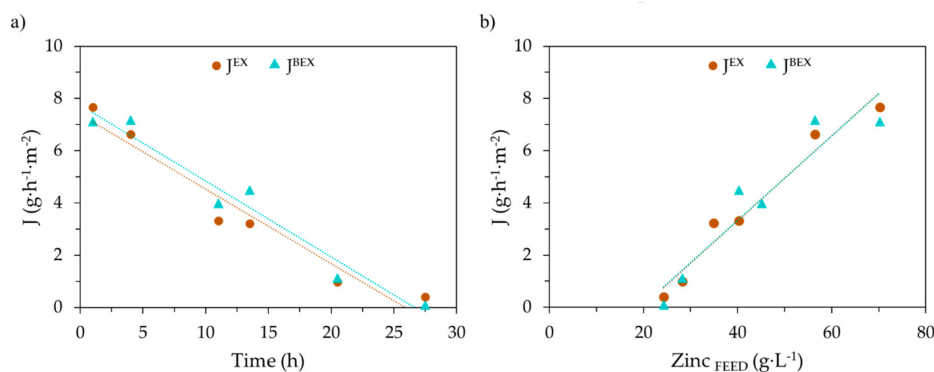 a)
10
8
6
4
2
0
J (g·h⁻¹·m⁻²)
J^EX
J^BEX
0 5 10 15 20 25 30
Time (h)
b)
10
8
6
4
2
0
J (g·h⁻¹·m⁻²)
J^EX
J^BEX
0 20 40 60 80
Zinc FEED (g·L⁻¹)